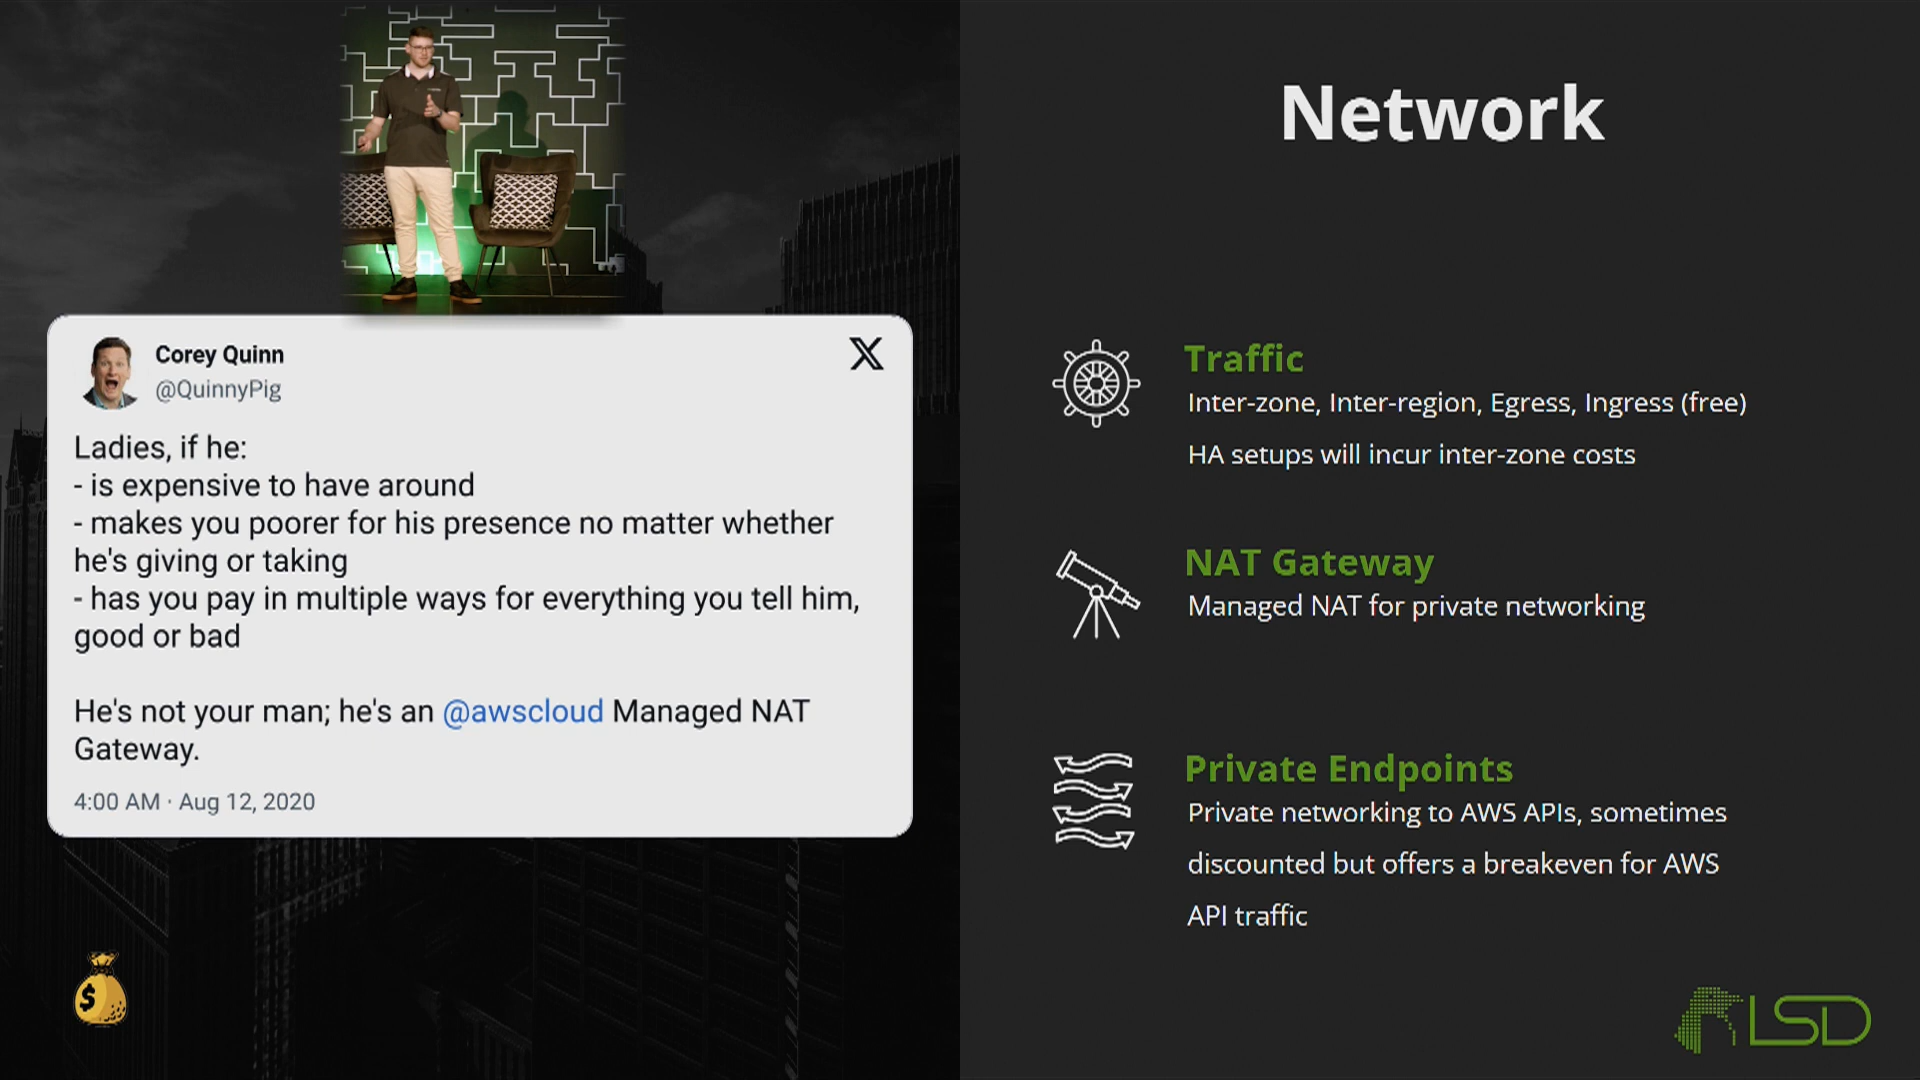 Corey Quinn
@QuinnyPig
Ladies, if he:
- is expensive to have around
- makes you poorer for his presence no matter whether
he's giving or taking
- has you pay in multiple ways for everything you tell him,
good or bad
He's not your man; he's an @awscloud Managed NAT
Gateway.
4:00 AM · Aug 12, 2020
Network
Traffic
Inter-zone, Inter-region, Egress, Ingress (free)
HA setups will incur inter-zone costs
NAT Gateway
Managed NAT for private networking
Private Endpoints
Private networking to AWS APIs, sometimes
discounted but offers a breakeven for AWS
API traffic
LSD